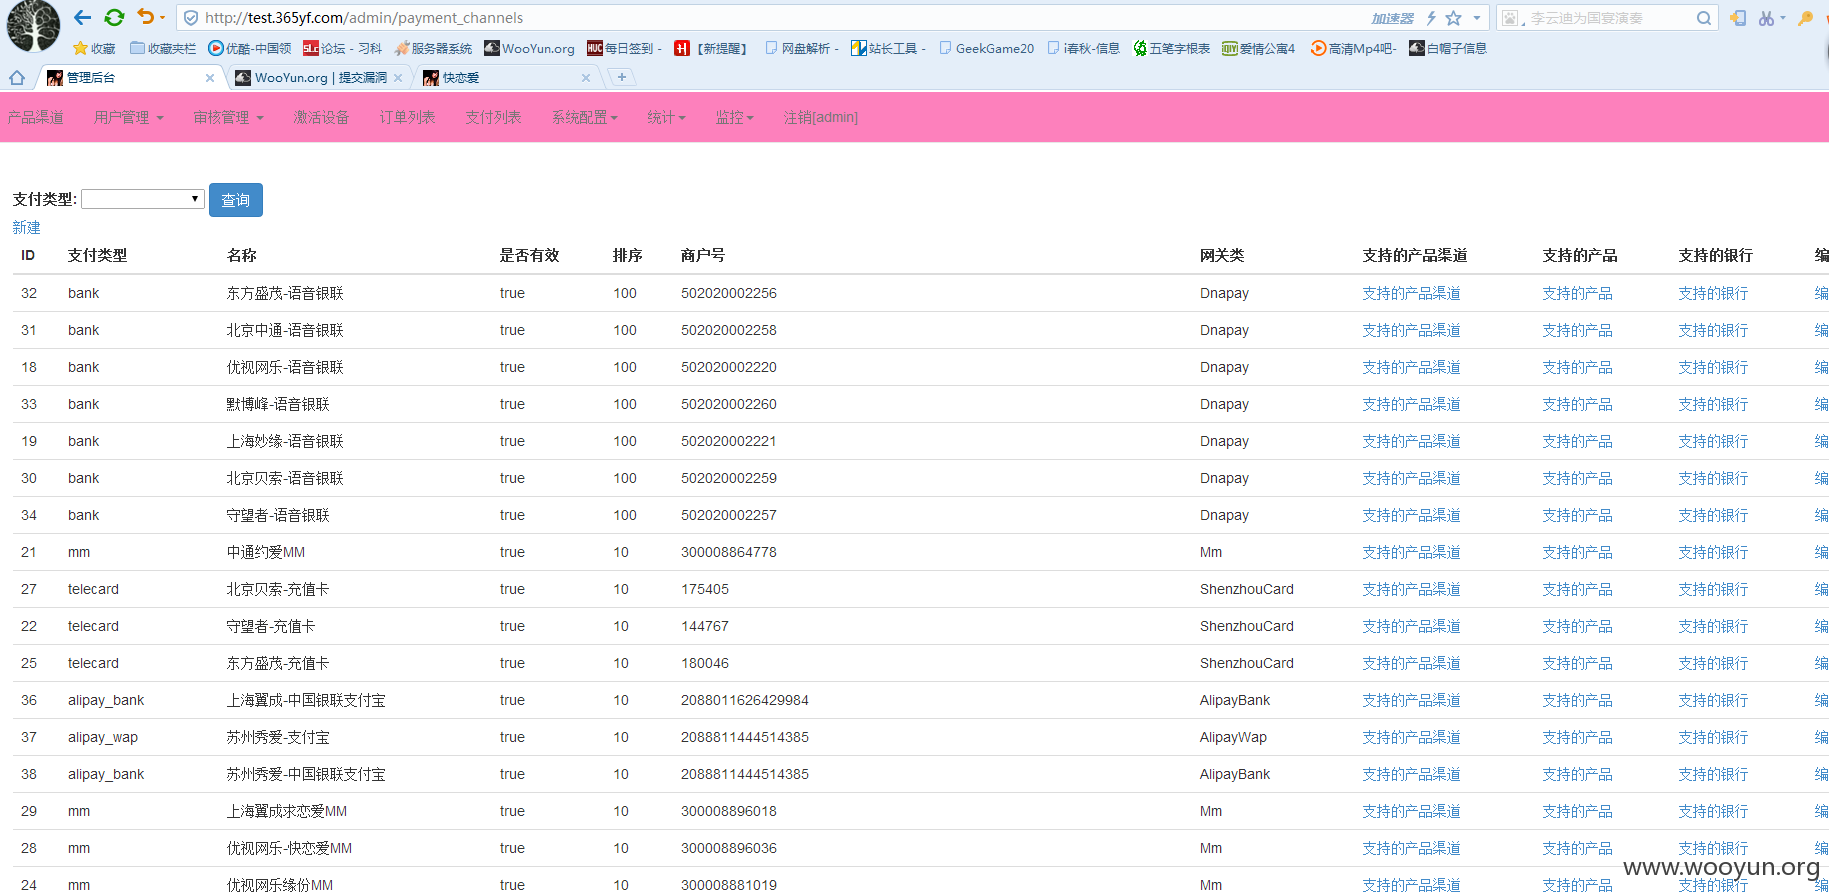 http://test.365yf.com/admin/payment_channels 加速器 李云迪为国宴演奏
收藏 收藏夹栏 优酷-中国领 论坛 - 习科 服务器系统 WooYun.org 每日签到 - 【新提醒】 网盘解析 - 站长工具 - GeekGame20 i春秋-信息 五笔字根表 爱情公寓4 高清Mp4吧- 白帽子信息
管理后台 WooYun.org | 提交漏洞 快恋爱
产品渠道 用户管理 审核管理 激活设备 订单列表 支付列表 系统配置 统计 监控 注销[admin]
支付类型: 查询
新建
ID 支付类型 名称 是否有效 排序 商户号 网关类 支持的产品渠道 支持的产品 支持的银行 编
32 bank 东方盛茂-语音银联 true 100 502020002256 Dnapay 支持的产品渠道 支持的产品 支持的银行 编
31 bank 北京中通-语音银联 true 100 502020002258 Dnapay 支持的产品渠道 支持的产品 支持的银行 编
18 bank 优视网乐-语音银联 true 100 502020002220 Dnapay 支持的产品渠道 支持的产品 支持的银行 编
33 bank 默博峰-语音银联 true 100 502020002260 Dnapay 支持的产品渠道 支持的产品 支持的银行 编
19 bank 上海妙缘-语音银联 true 100 502020002221 Dnapay 支持的产品渠道 支持的产品 支持的银行 编
30 bank 北京贝索-语音银联 true 100 502020002259 Dnapay 支持的产品渠道 支持的产品 支持的银行 编
34 bank 守望者-语音银联 true 100 502020002257 Dnapay 支持的产品渠道 支持的产品 支持的银行 编
21 mm 中通约爱MM true 10 300008864778 Mm 支持的产品渠道 支持的产品 支持的银行 编
27 telecard 北京贝索-充值卡 true 10 175405 ShenzhouCard 支持的产品渠道 支持的产品 支持的银行 编
22 telecard 守望者-充值卡 true 10 144767 ShenzhouCard 支持的产品渠道 支持的产品 支持的银行 编
25 telecard 东方盛茂-充值卡 true 10 180046 ShenzhouCard 支持的产品渠道 支持的产品 支持的银行 编
36 alipay_bank 上海翼成-中国银联支付宝 true 10 2088011626429984 AlipayBank 支持的产品渠道 支持的产品 支持的银行 编
37 alipay_wap 苏州秀爱-支付宝 true 10 2088811444514385 AlipayWap 支持的产品渠道 支持的产品 支持的银行 编
38 alipay_bank 苏州秀爱-中国银联支付宝 true 10 2088811444514385 AlipayBank 支持的产品渠道 支持的产品 支持的银行 编
29 mm 上海翼成求恋爱MM true 10 300008896018 Mm 支持的产品渠道 支持的产品 支持的银行 编
28 mm 优视网乐-快恋爱MM true 10 300008896036 Mm 支持的产品渠道 支持的产品 支持的银行 编
24 mm 优视网乐缘份MM true 10 300008881019 Mm 支持的产品渠道 支持的产品 支持的银行 编
www.wooyun.org